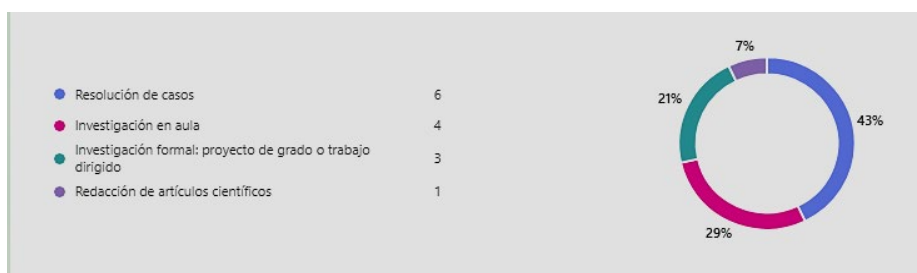 Resolución de casos 6
Investigación en aula 4
Investigación formal: proyecto de grado o trabajo
dirigido 3
Redacción de artículos científicos 1
7%
21%
43%
29%